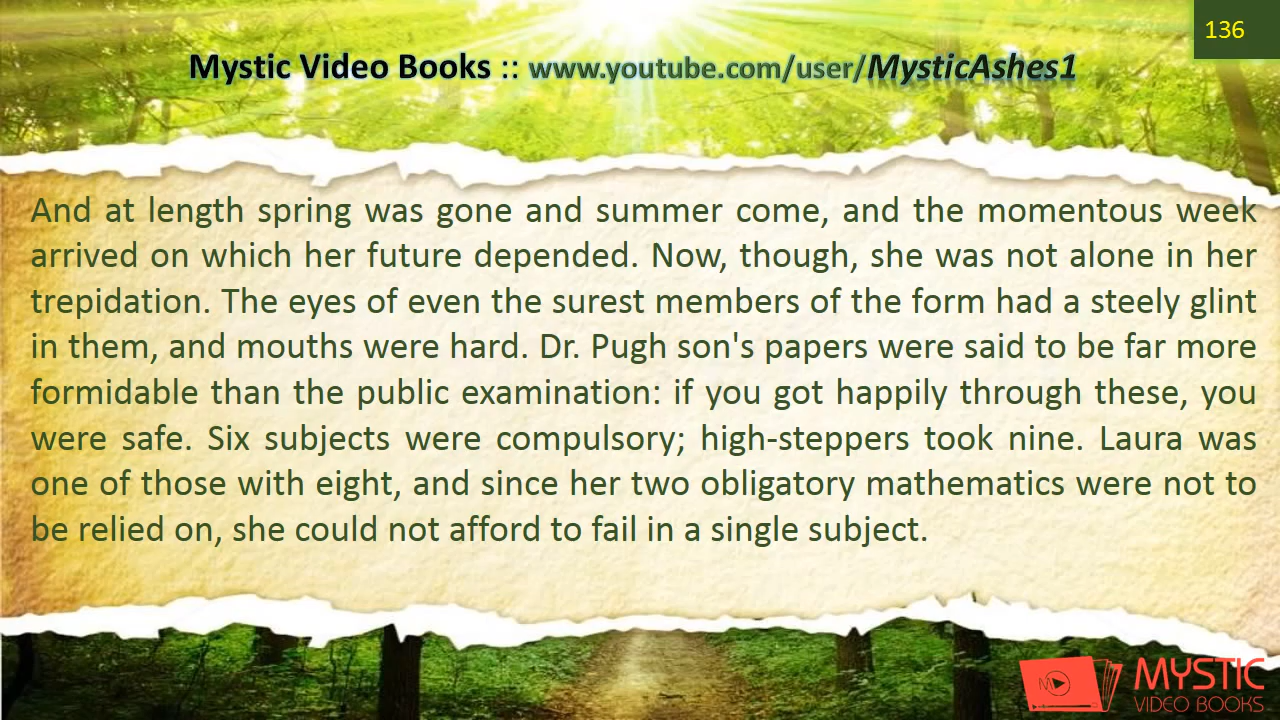 136
Mystic Video Books :: www.youtube.com/user/MysticAshes1
And at length spring was gone and summer come, and the momentous week
arrived on which her future depended. Now, though, she was not alone in her
trepidation. The eyes of even the surest members of the form had a steely glint
in them, and mouths were hard. Dr. Pugh son's papers were said to be far more
formidable than the public examination: if you got happily through these, you
were safe. Six subjects were compulsory; high-steppers took nine. Laura was
one of those with eight, and since her two obligatory mathematics were not to
be relied on, she could not afford to fail in a single subject.
MYSTIC
VIDEO BOOKS